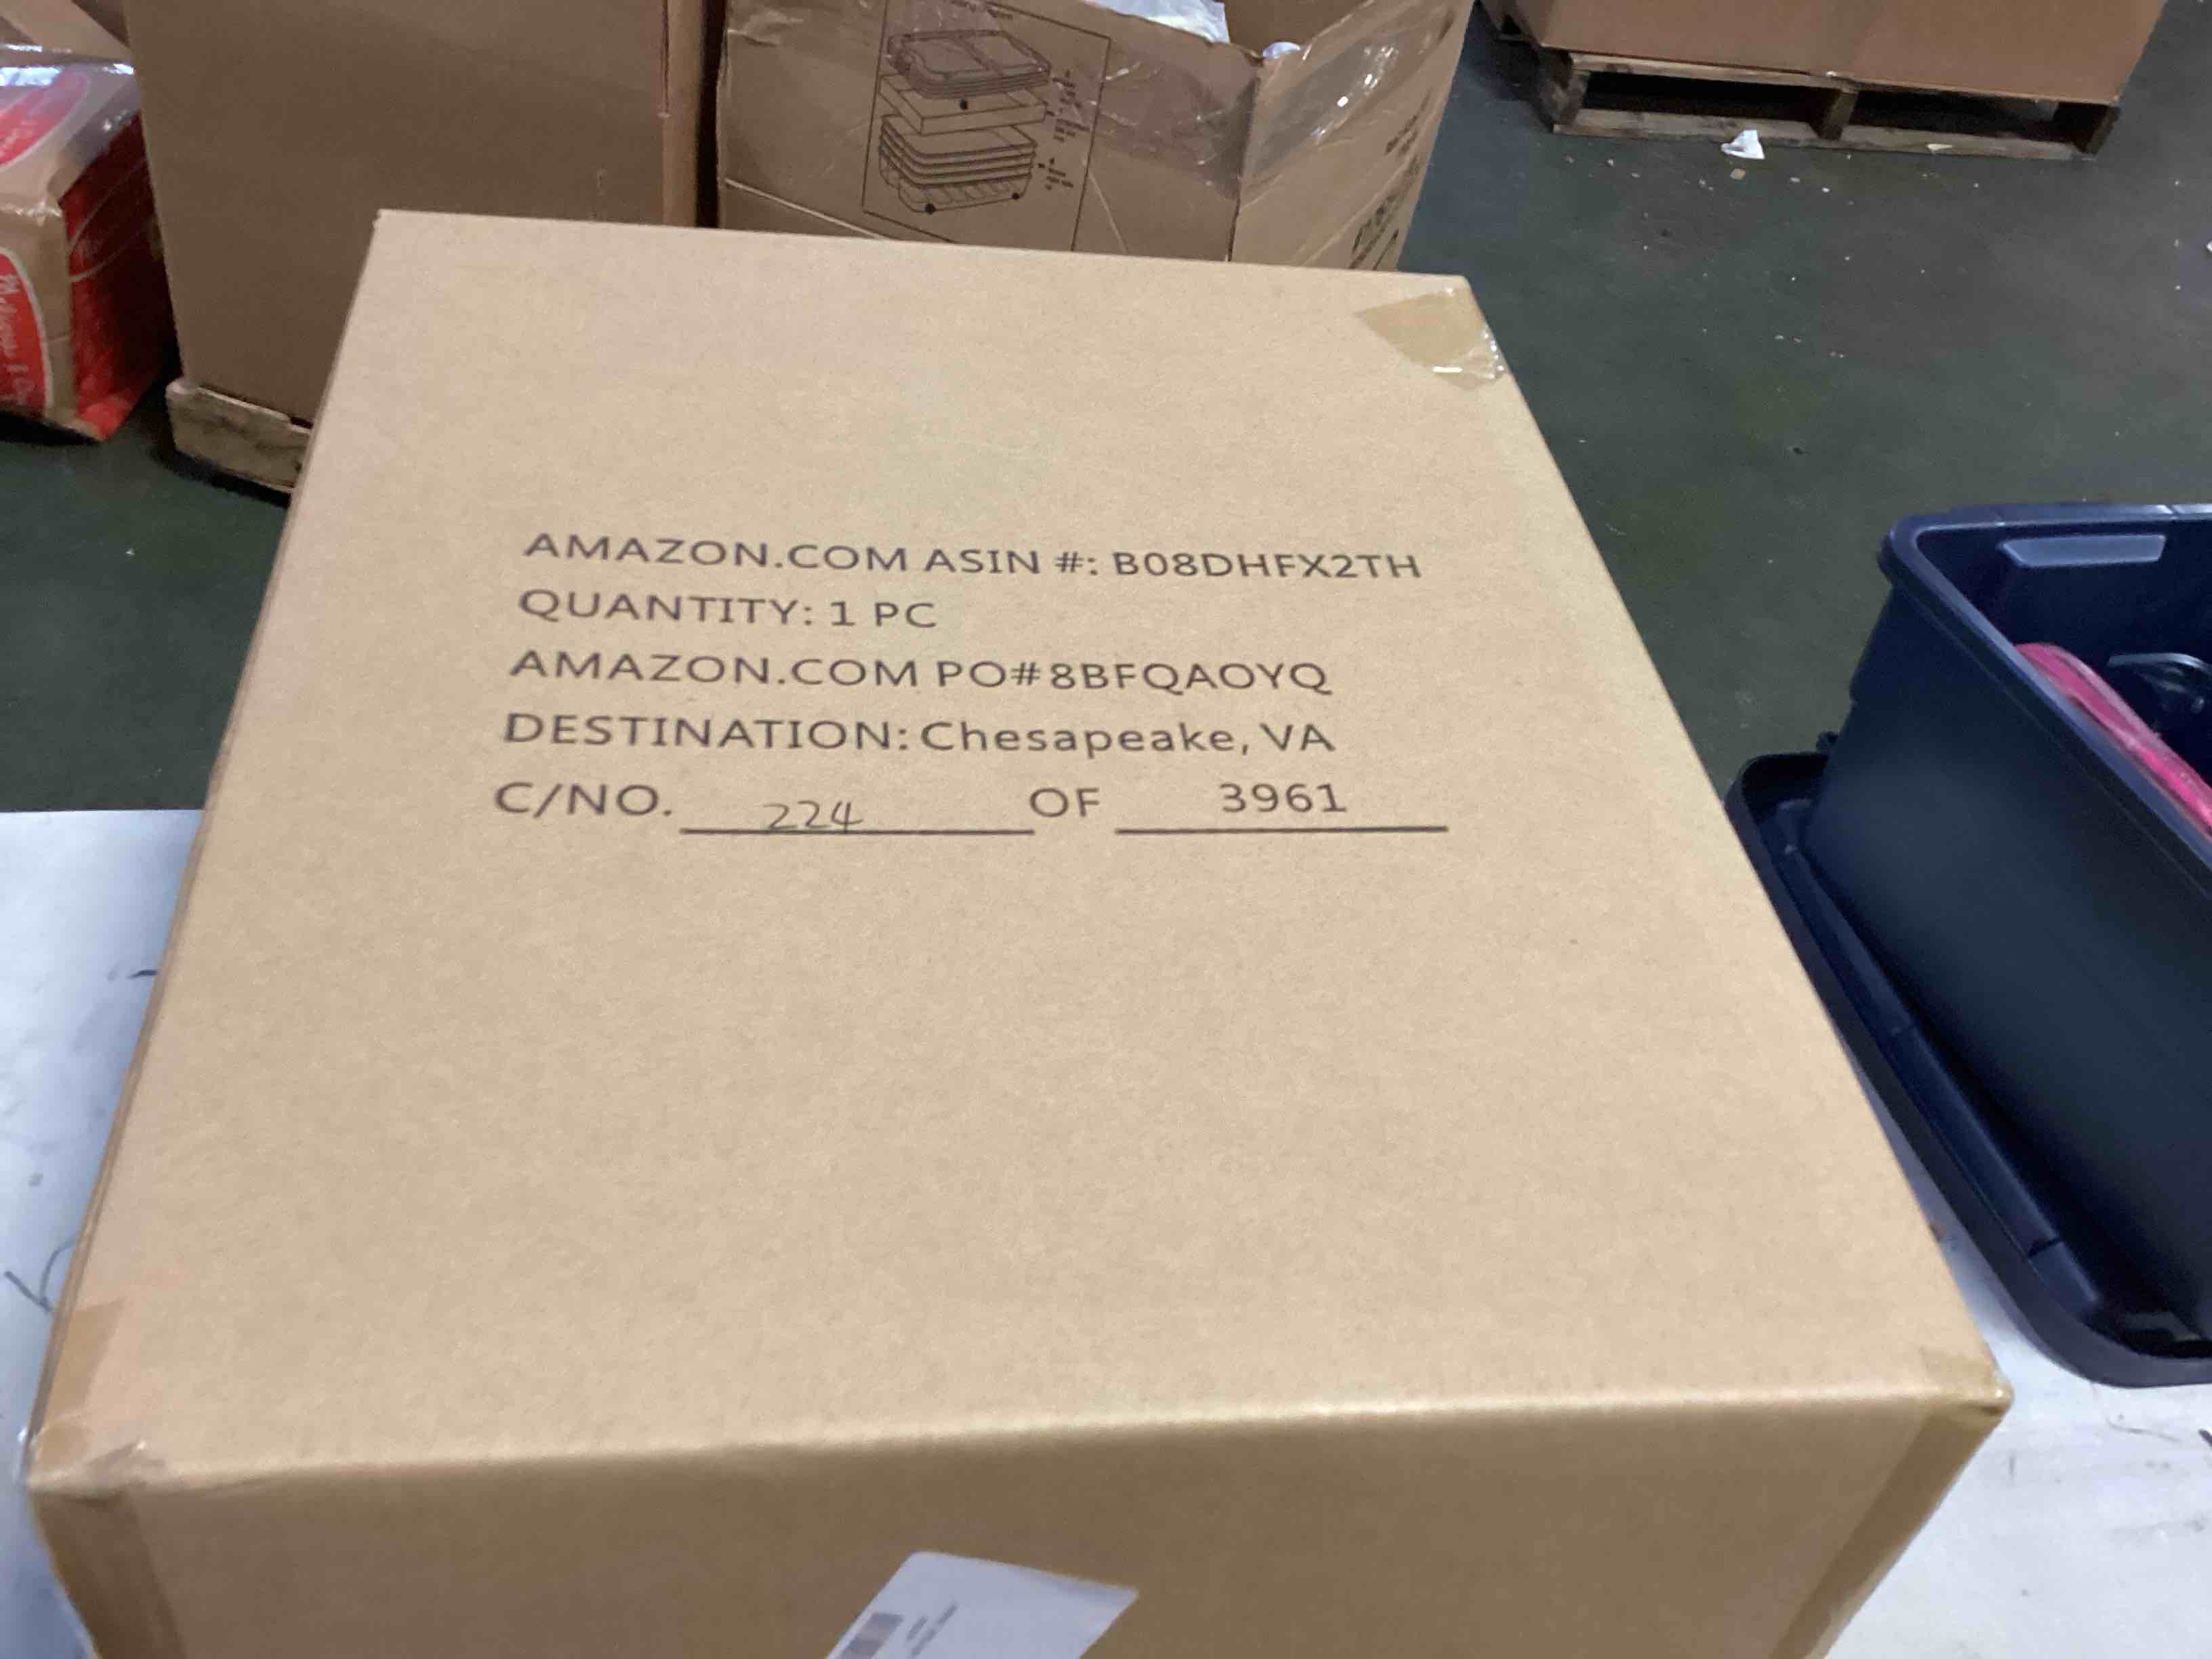 AMAZON.COM ASIN #: B08DHFX2TH
QUANTITY: 1 PC
AMAZON.COM PO#8BFQAOYQ
DESTINATION: Chesapeake, VA
C/NO. 224 OF 3961